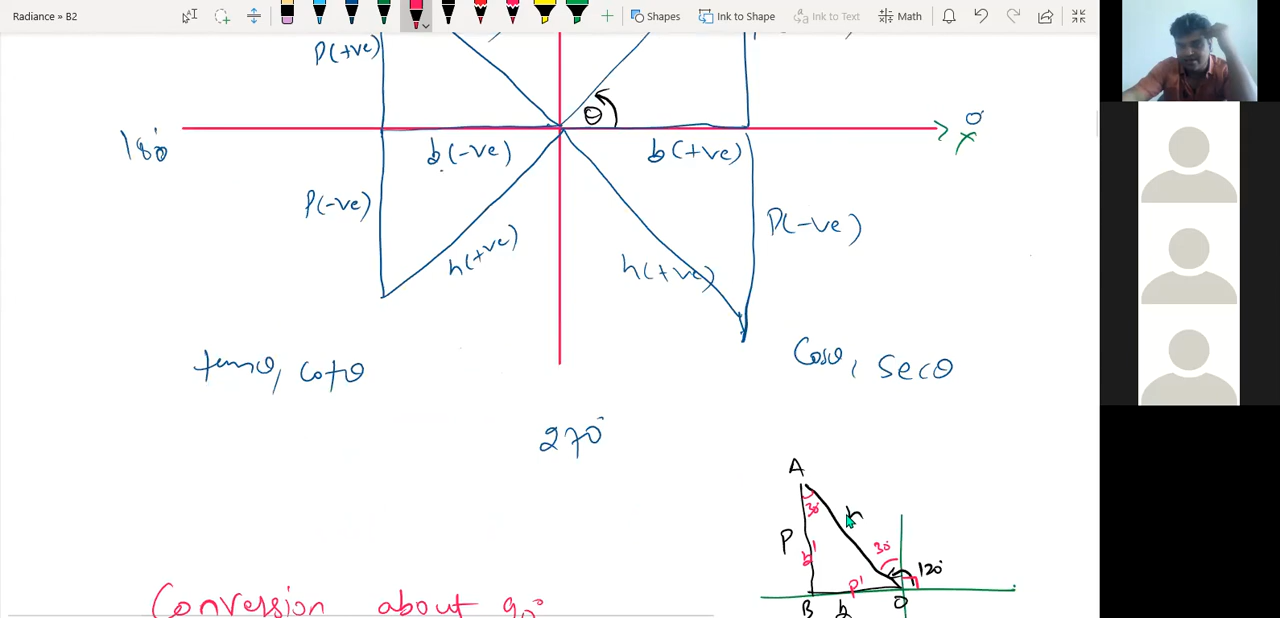 Radiance » B2
Shapes
Ink to Shape
Ink to Text
Math
P(+ve)
θ
0°
180°
x
b(-ve)
b(+ve)
P(-ve)
P(-ve)
h(+ve)
h(+ve)
tanθ, cotθ
Cosθ, Secθ
270°
A
30°
h
P
b'
30°
120°
P'
B
b
O
Conversion about 90°